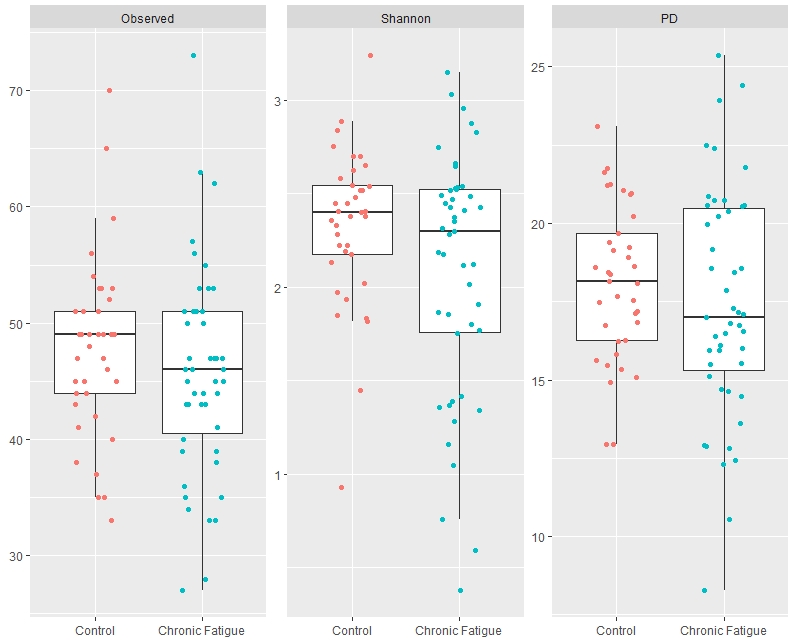 Observed
Shannon
PD
70
60
50
40
30
3
2
1
25
20
15
10
Control
Chronic Fatigue
Control
Chronic Fatigue
Control
Chronic Fatigue